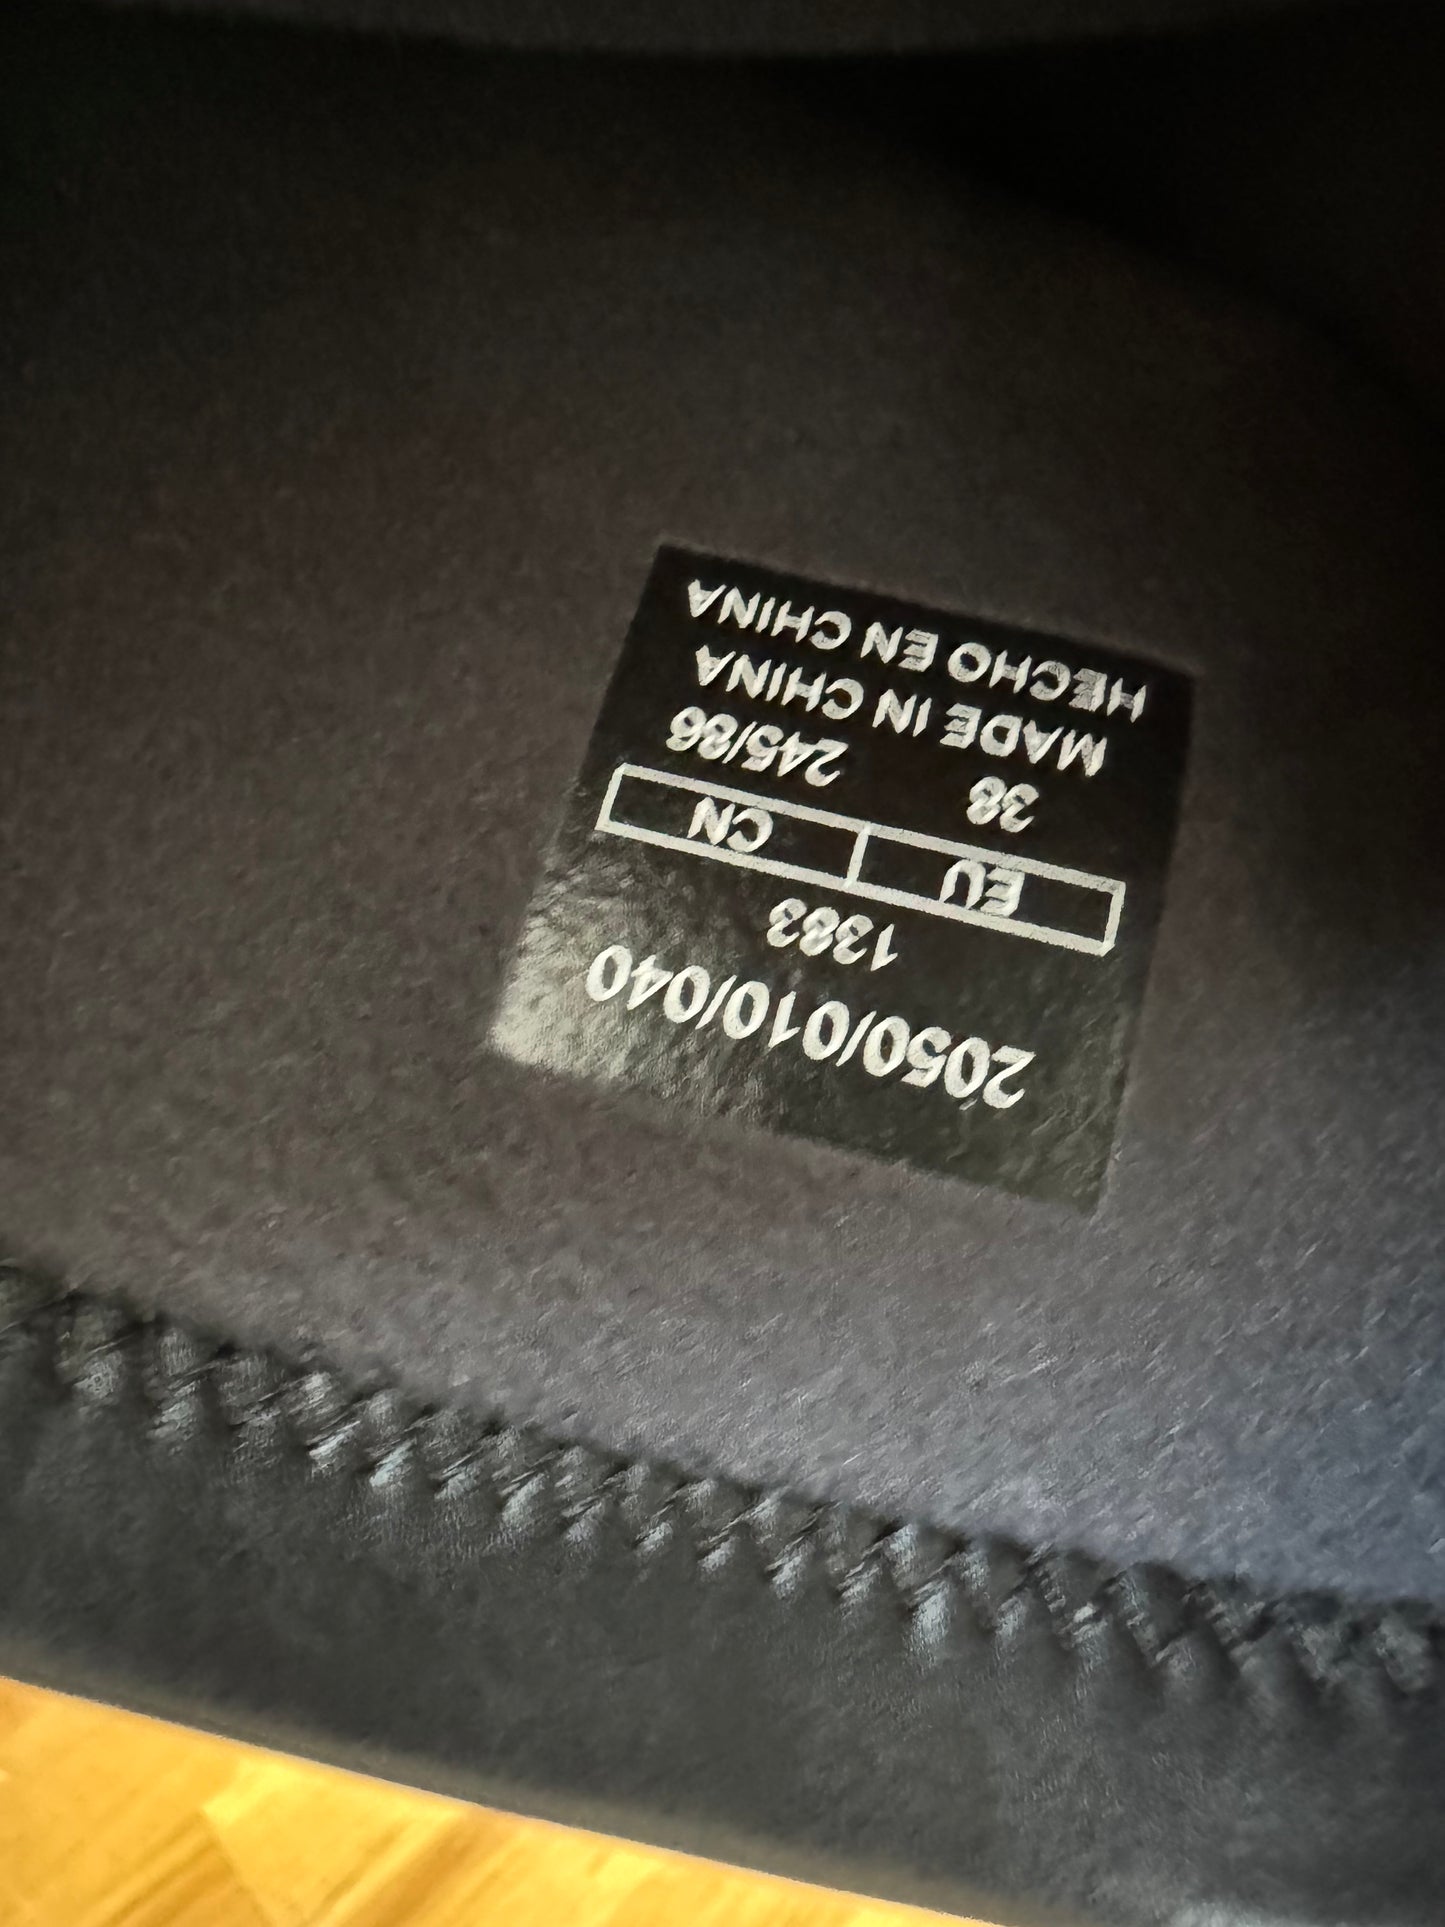 2050/010/040
1383
EU CN
38 245/86
MADE IN CHINA
HECHO EN CHINA